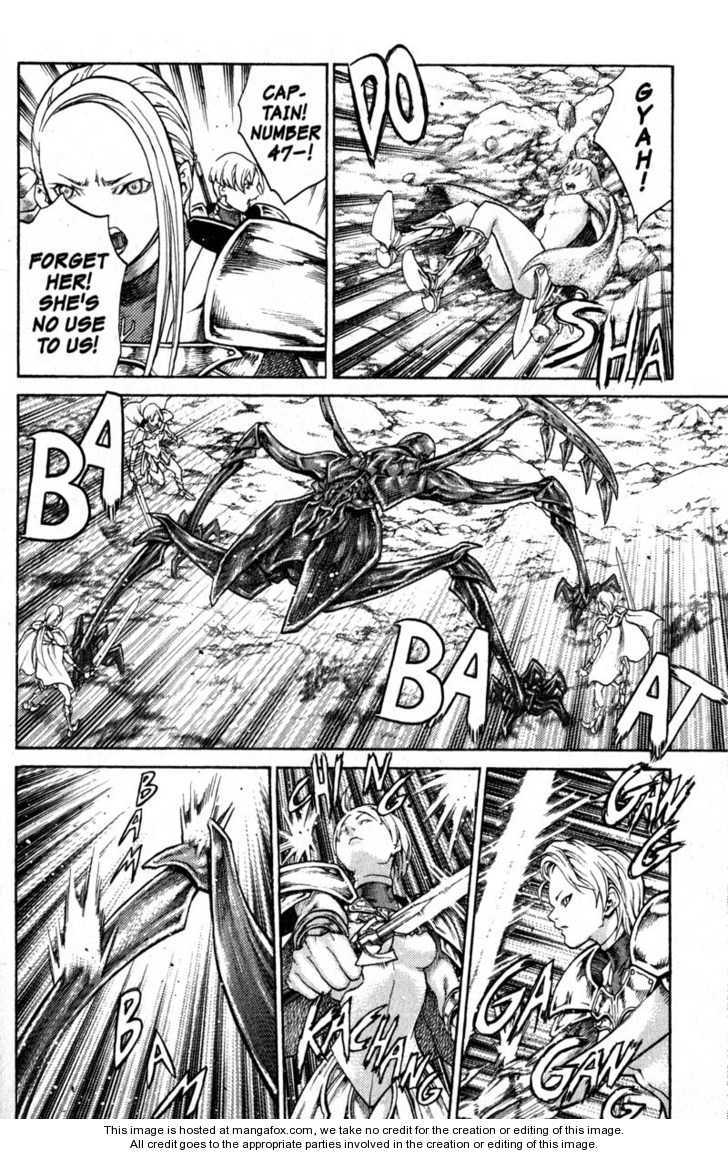 CAP-
TAIN!
NUMBER
47-!
FORGET
HER!
SHE'S
NO USE
TO US!
DO
GYAH!
SHA
BA
BA
AT
BAM
BAM
CHING
KACHANG
GANG
GA
GANG
This image is hosted at mangafox.com, we take no credit for the creation or editing of this image.
All credit goes to the appropriate parties involved in the creation or editing of this image.